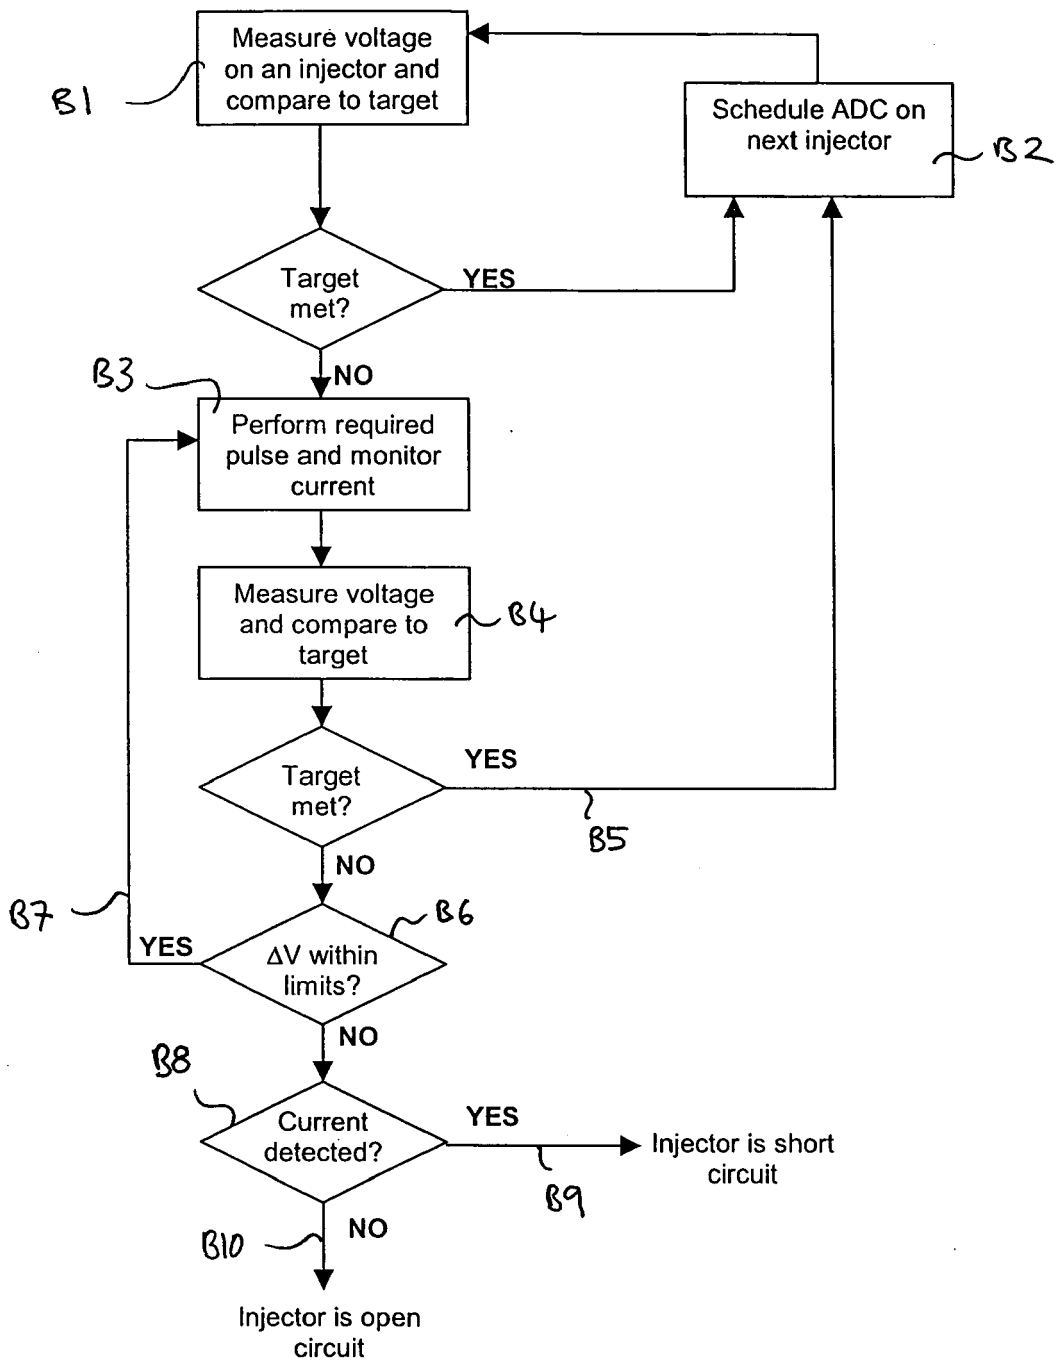 Measure voltage
on an injector and
compare to target
B1
Schedule ADC on
next injector
B2
Target
met?
YES
NO
B3
Perform required
pulse and monitor
current
Measure voltage
and compare to
target
B4
Target
met?
YES
B5
NO
B7
YES
B6
ΔV within
limits?
NO
B8
Current
detected?
YES
Injector is short
circuit
B9
NO
B10
Injector is open
circuit